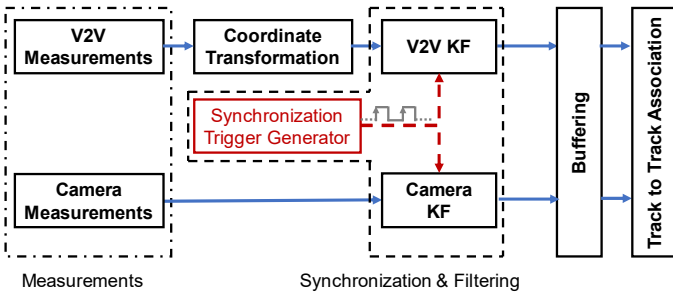 V2V
Measurements
Coordinate
Transformation
V2V KF
Synchronization
Trigger Generator
Camera
Measurements
Camera
KF
Buffering
Track to Track Association
Measurements
Synchronization & Filtering